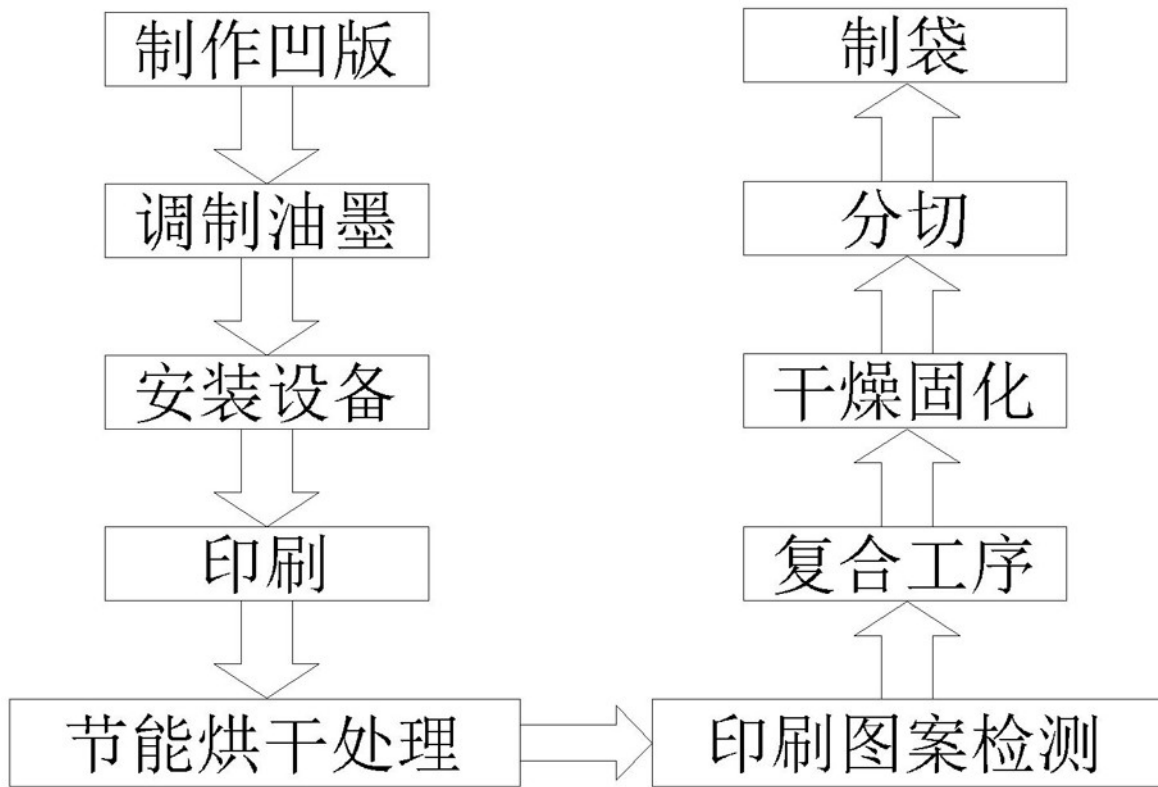 制作凹版
调制油墨
安装设备
印刷
节能烘干处理
印刷图案检测
复合工序
干燥固化
分切
制袋